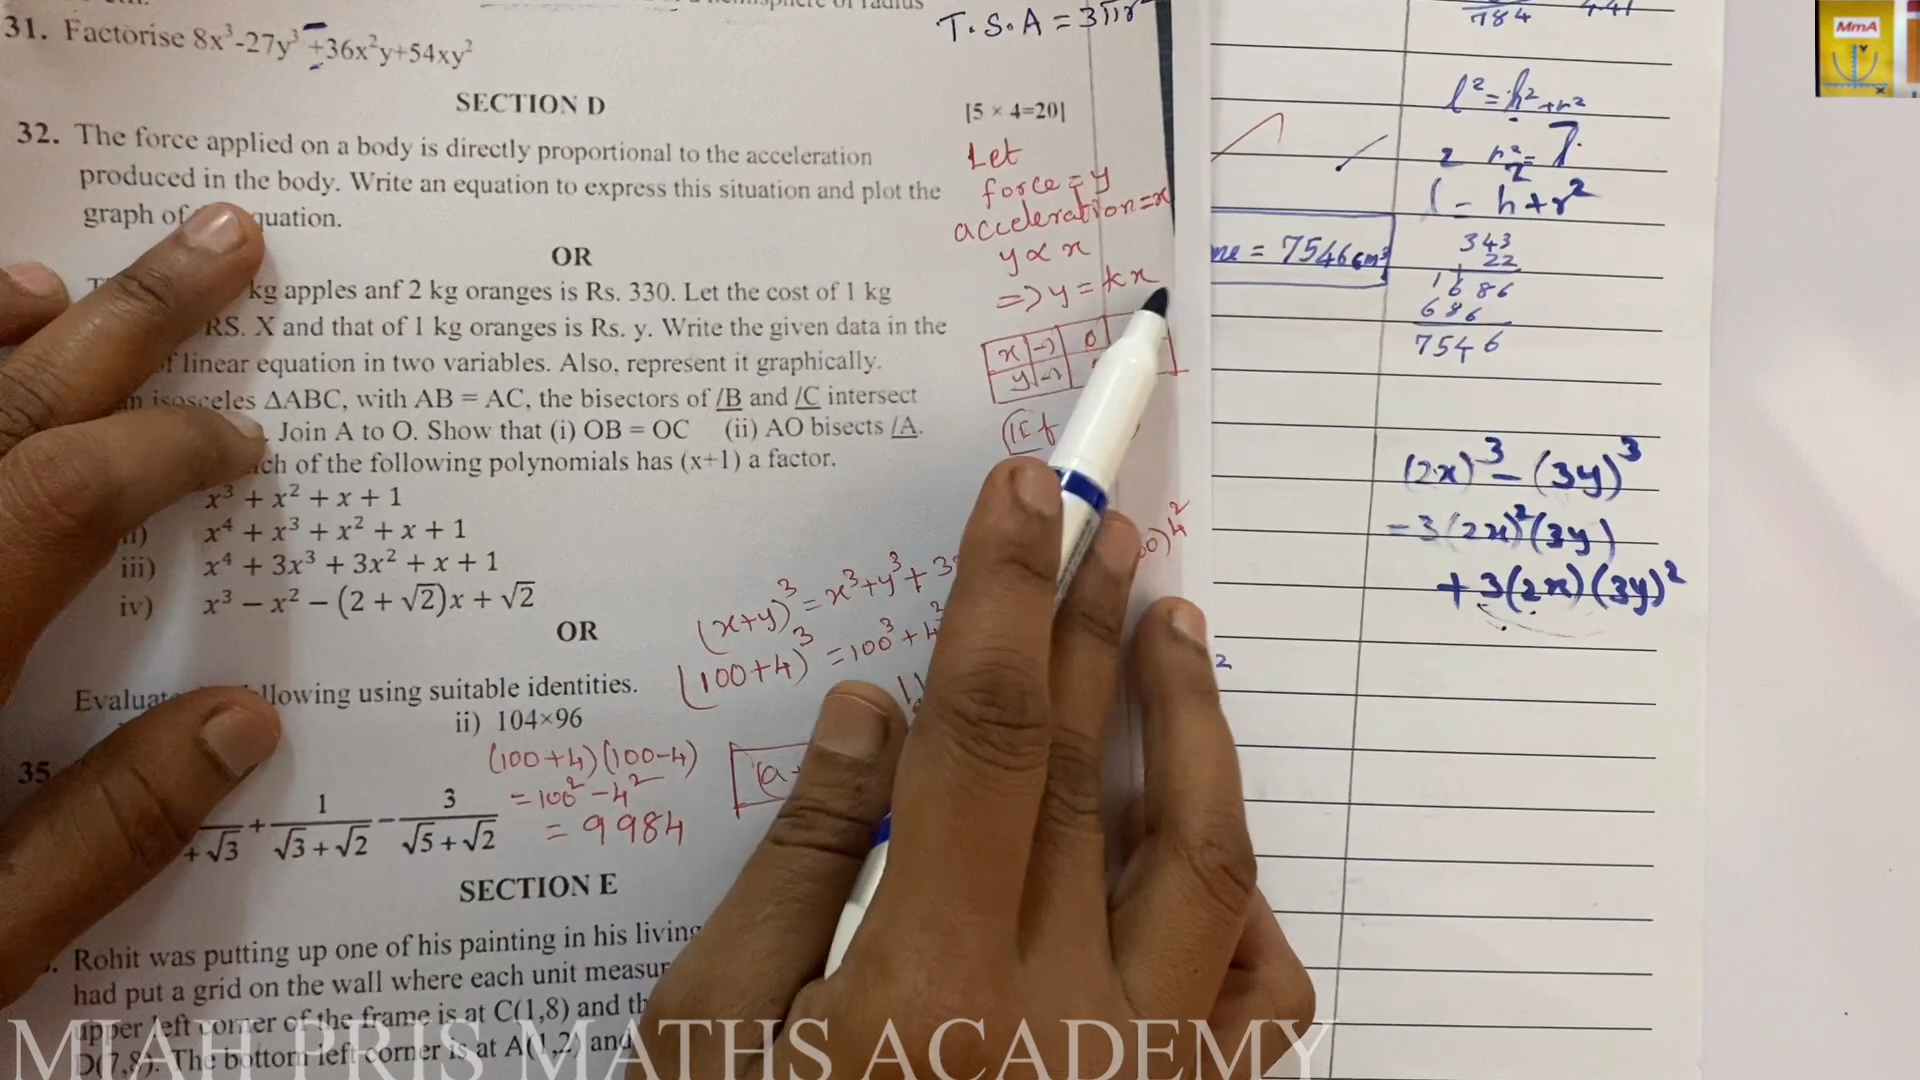 31. Factorise 8x³-27y³ +36x²y+54xy²
T.S.A = 3πr²
SECTION D
[5 × 4=20]
32. The force applied on a body is directly proportional to the acceleration
produced in the body. Write an equation to express this situation and plot the
graph of quation.
OR
kg apples anf 2 kg oranges is Rs. 330. Let the cost of 1 kg
RS. X and that of 1 kg oranges is Rs. y. Write the given data in the
f linear equation in two variables. Also, represent it graphically.
isosceles ΔABC, with AB = AC, the bisectors of ∠B and ∠C intersect
Join A to O. Show that (i) OB = OC (ii) AO bisects ∠A.
ch of the following polynomials has (x+1) a factor.
x³ + x² + x + 1
x⁴ + x³ + x² + x + 1
iii) x⁴ + 3x³ + 3x² + x + 1
iv) x³ − x² − (2 + √2)x + √2
OR
Evaluate llowing using suitable identities.
ii) 104×96
(100+4)(100-4)
= 100² - 4²
= 9984
35
+√3 + 1/(√3+√2) − 3/(√5+√2)
SECTION E
Rohit was putting up one of his painting in his living
had put a grid on the wall where each unit measur
upper left corner of the frame is at C(1,8) and th
D(7,8). The bottom left corner is at A(1,2) and
Let
force = y
acceleration = x
y ∝ x
=> y = kx
x → 0
y →
(x+y)³ = x³+y³+3
(100+4)³ = 100³+4³
me = 7546cm³
784
l² = h²+r²
343
22
1686
686
7546
(2x)³ - (3y)³
= 3(2x)²(3y)
+ 3(2x)(3y)²
2
MmA
Y
X
MIAH PRIS MATHS ACADEMY